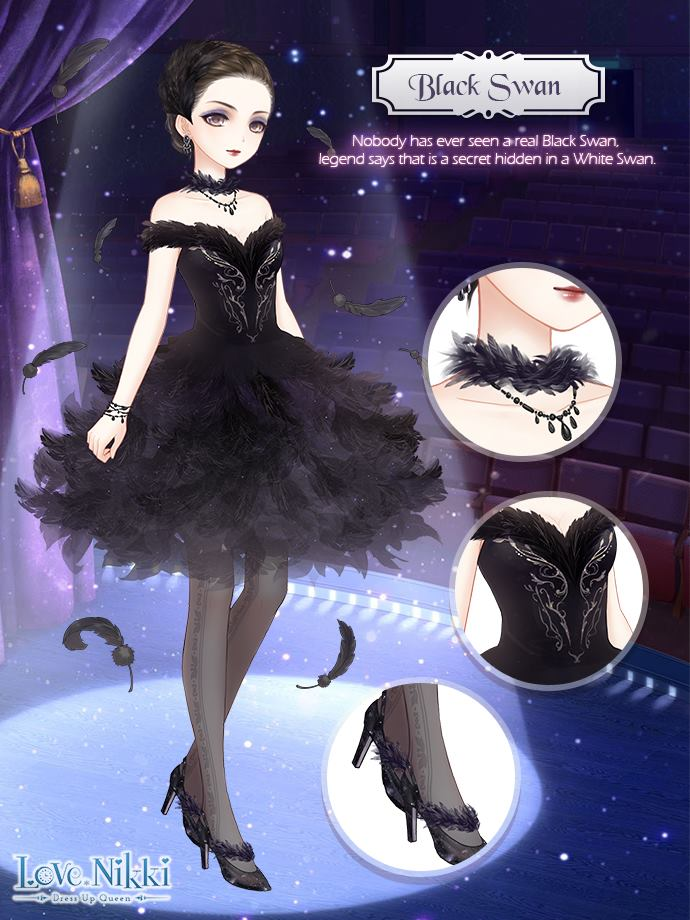 Black Swan
Nobody has ever seen a real Black Swan,
legend says that is a secret hidden in a White Swan.
Love Nikki
Dress Up Queen